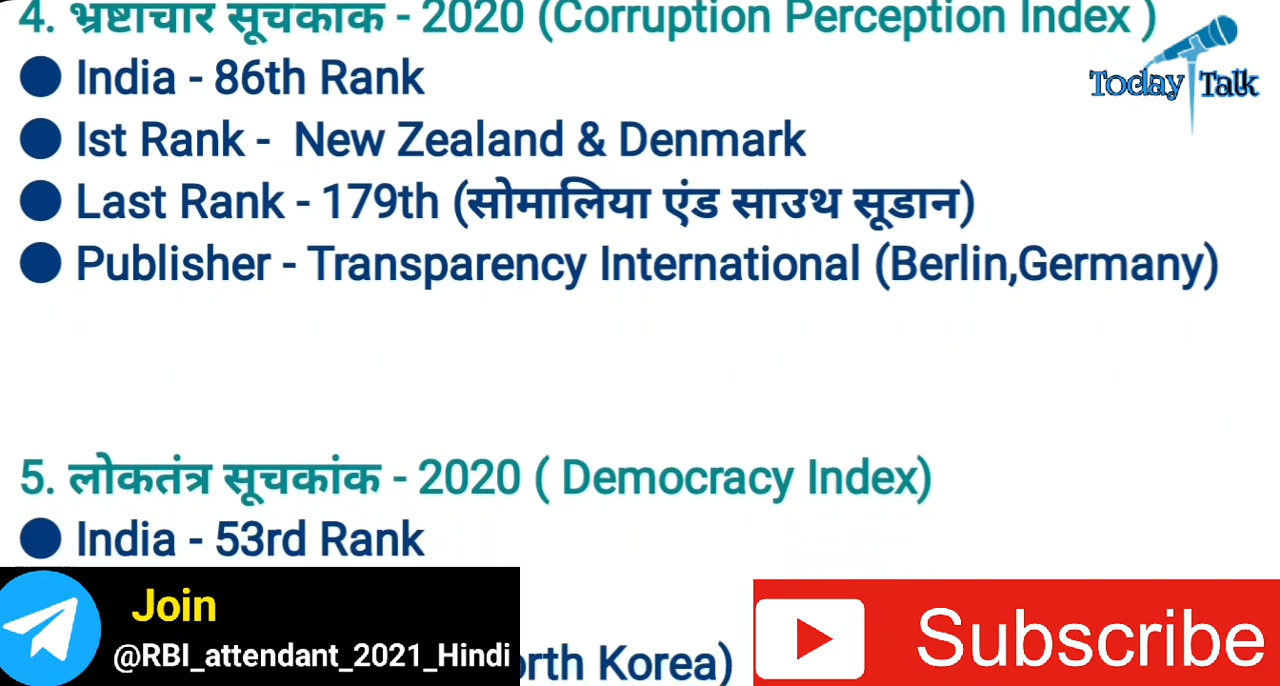 4. भ्रष्टाचार सूचकांक - 2020 (Corruption Perception Index )
Today Talk
India - 86th Rank
Ist Rank - New Zealand & Denmark
Last Rank - 179th (सोमालिया एंड साउथ सूडान)
Publisher - Transparency International (Berlin,Germany)
5. लोकतंत्र सूचकांक - 2020 ( Democracy Index)
India - 53rd Rank
Join
@RBI_attendant_2021_Hindi
Korea)
Subscribe